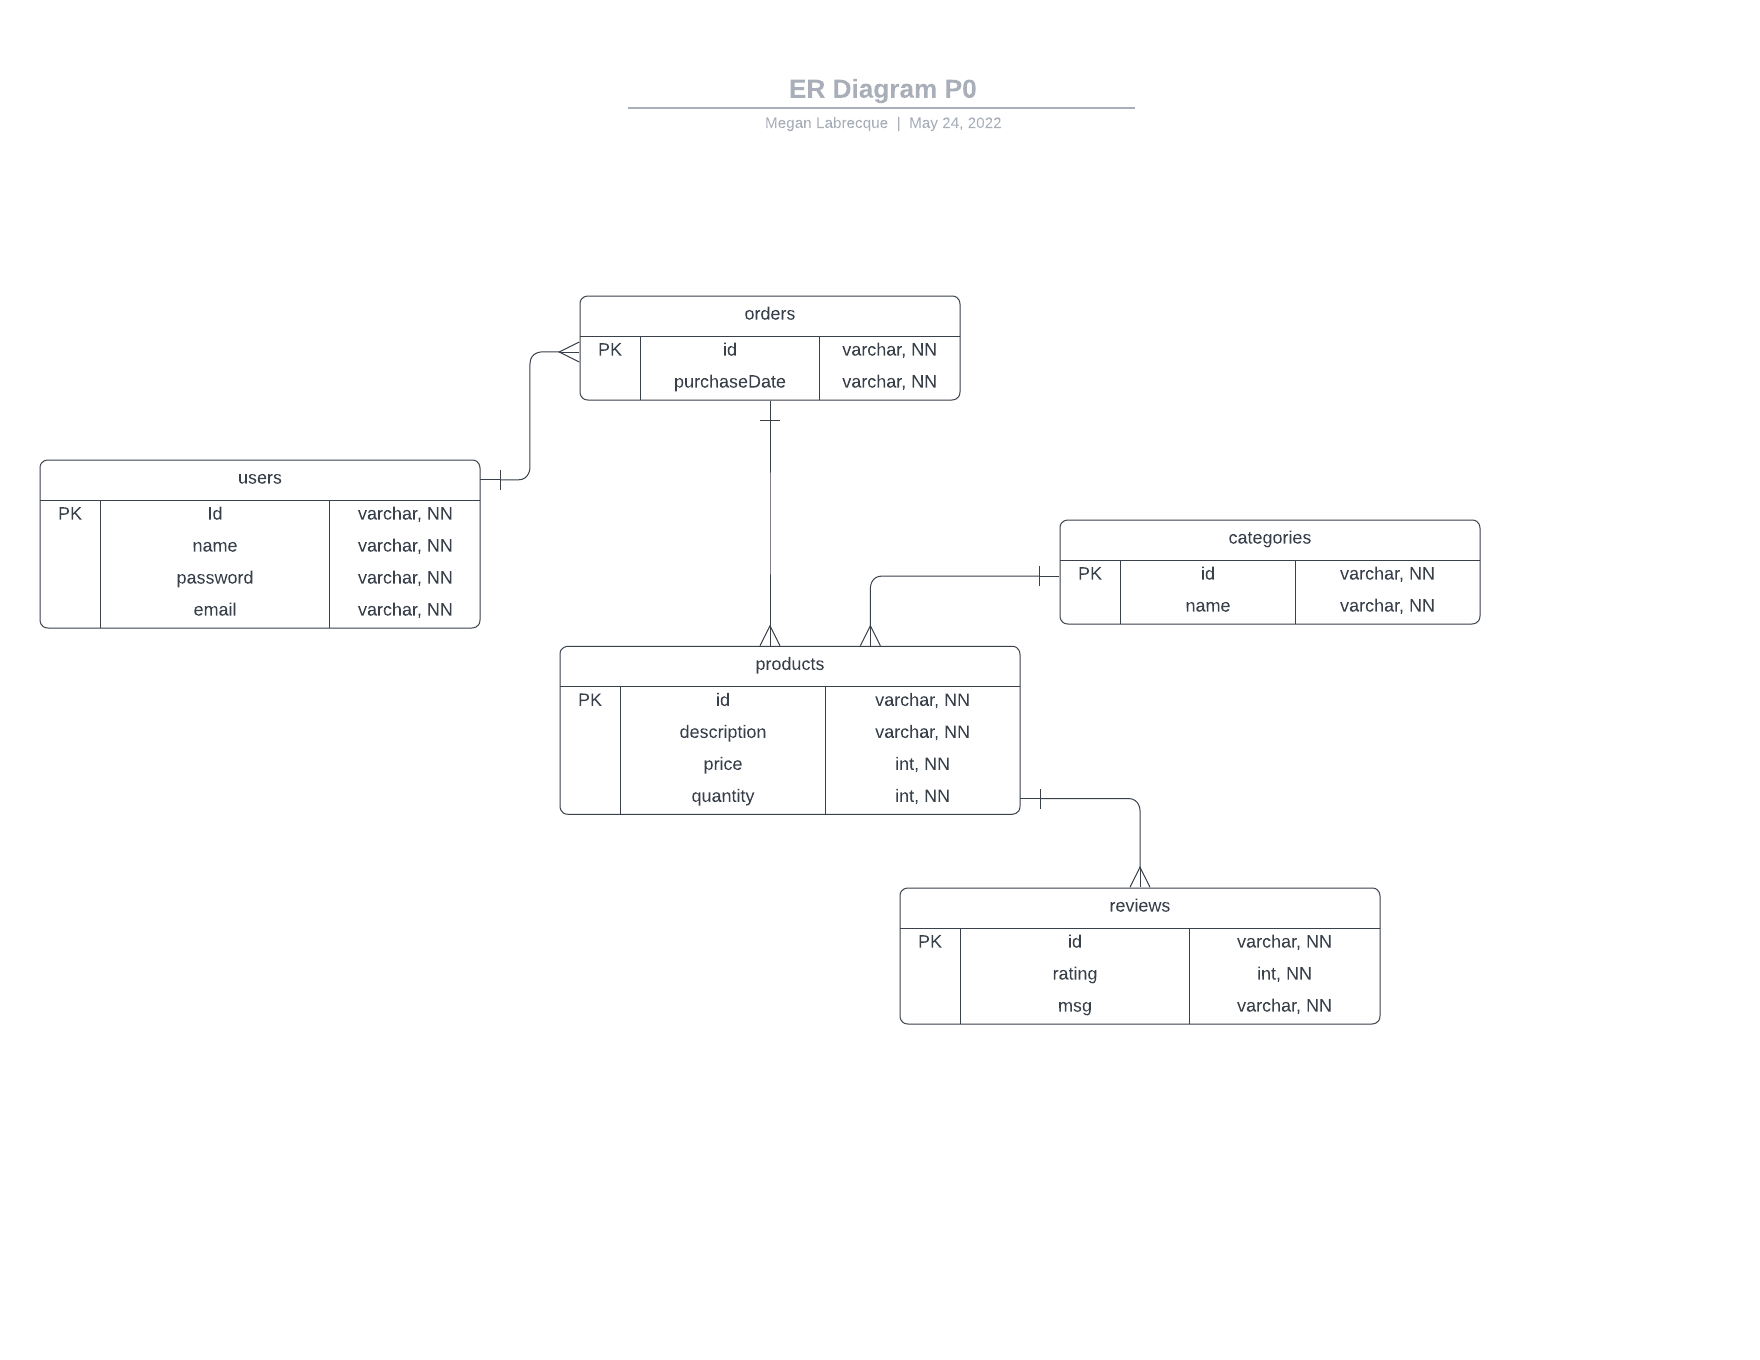 ER Diagram P0
Megan Labrecque | May 24, 2022
orders
PK id varchar, NN
purchaseDate varchar, NN
users
PK Id varchar, NN
name varchar, NN
password varchar, NN
email varchar, NN
categories
PK id varchar, NN
name varchar, NN
products
PK id varchar, NN
description varchar, NN
price int, NN
quantity int, NN
reviews
PK id varchar, NN
rating int, NN
msg varchar, NN